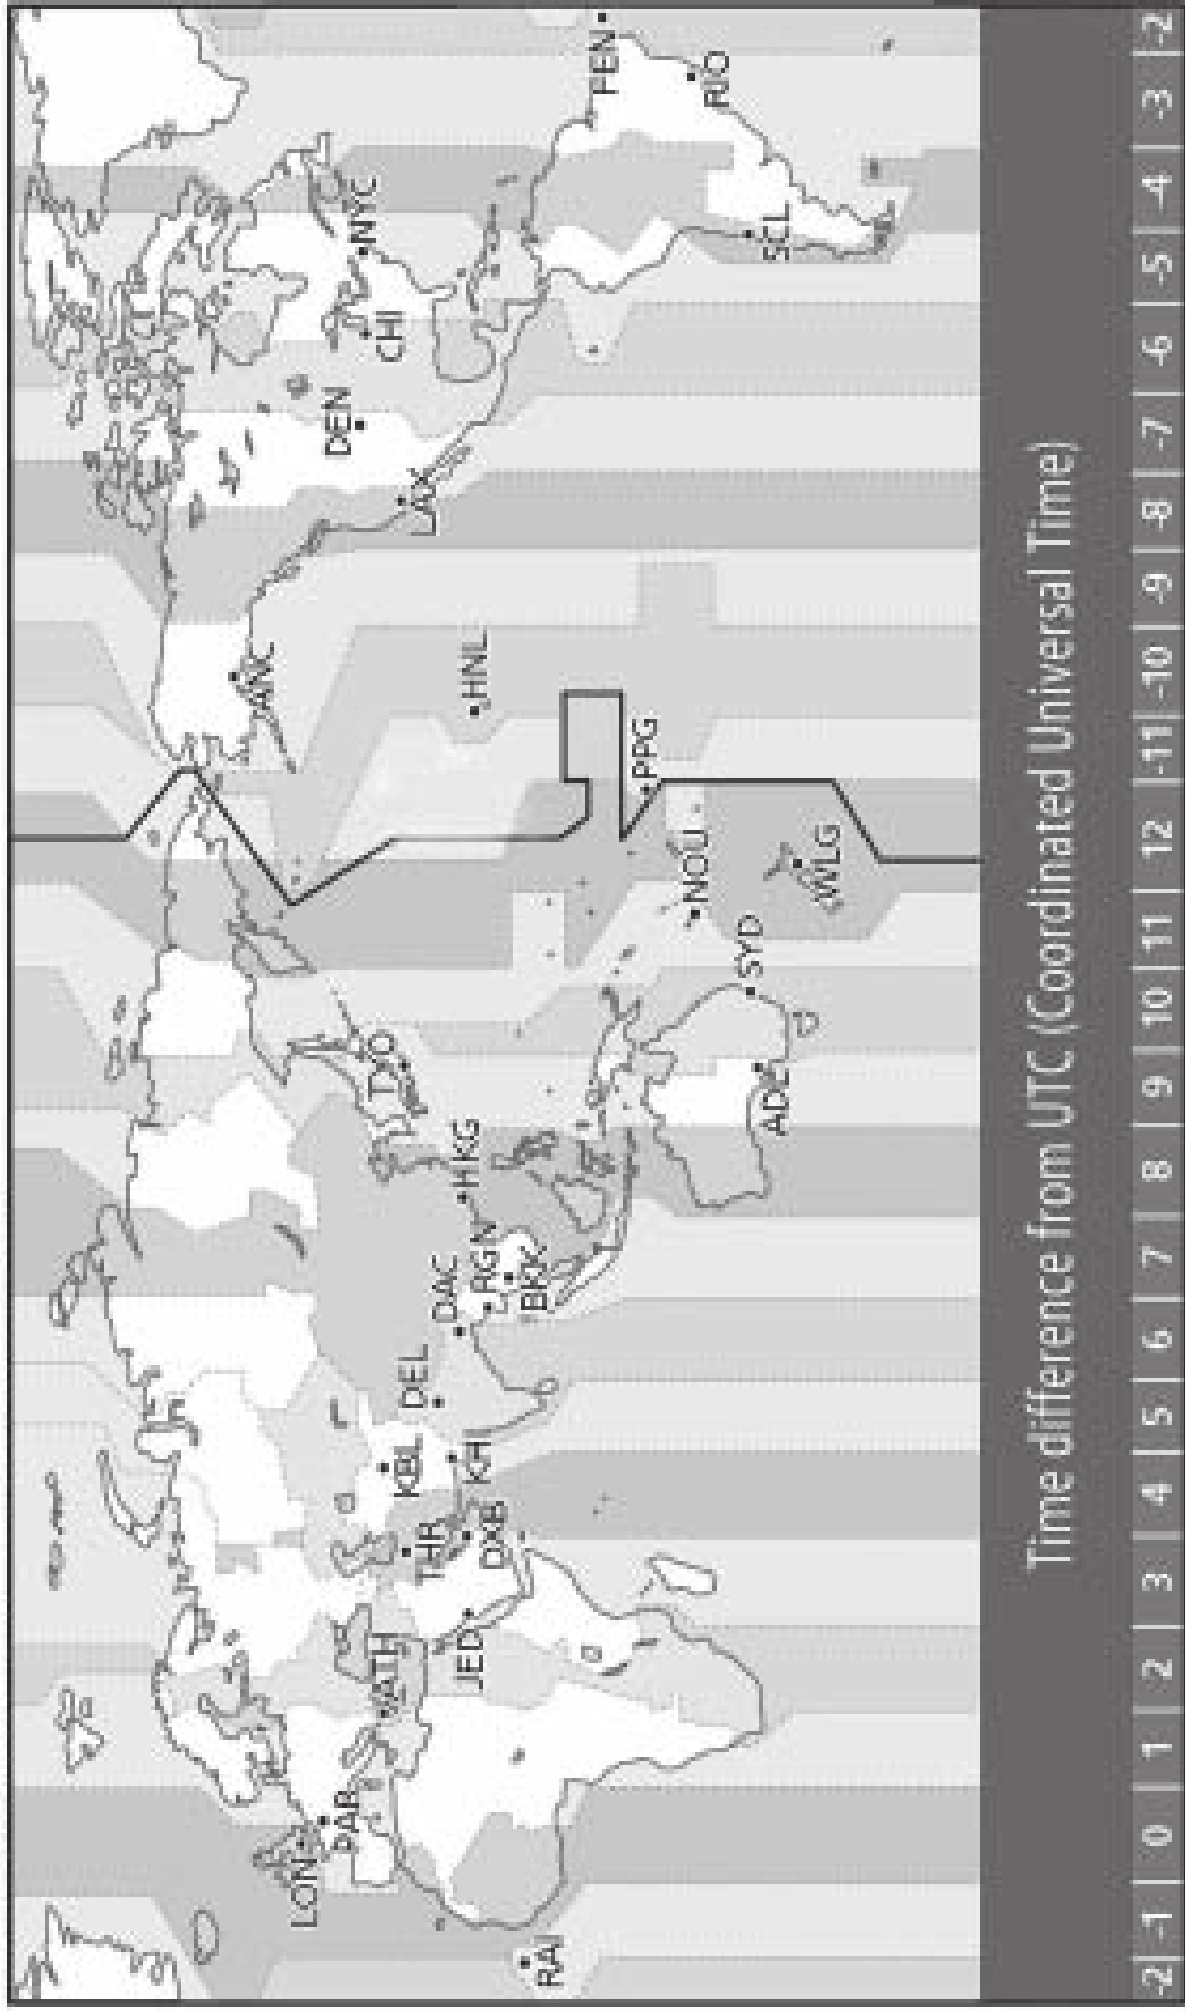 LON
PAR
ATH
JED
THR
DXB
KBL
KHI
DEL
DAC
RGN
BKK
HKG
TYO
ADL
SYD
NOU
WLG
PPG
HNL
ANC
LAX
DEN
CHI
NYC
SCL
RIO
FEN
RAI
Time difference from UTC (Coordinated Universal Time)
-2 -1 0 1 2 3 4 5 6 7 8 9 10 11 12 -11 -10 -9 -8 -7 -6 -5 -4 -3 -2